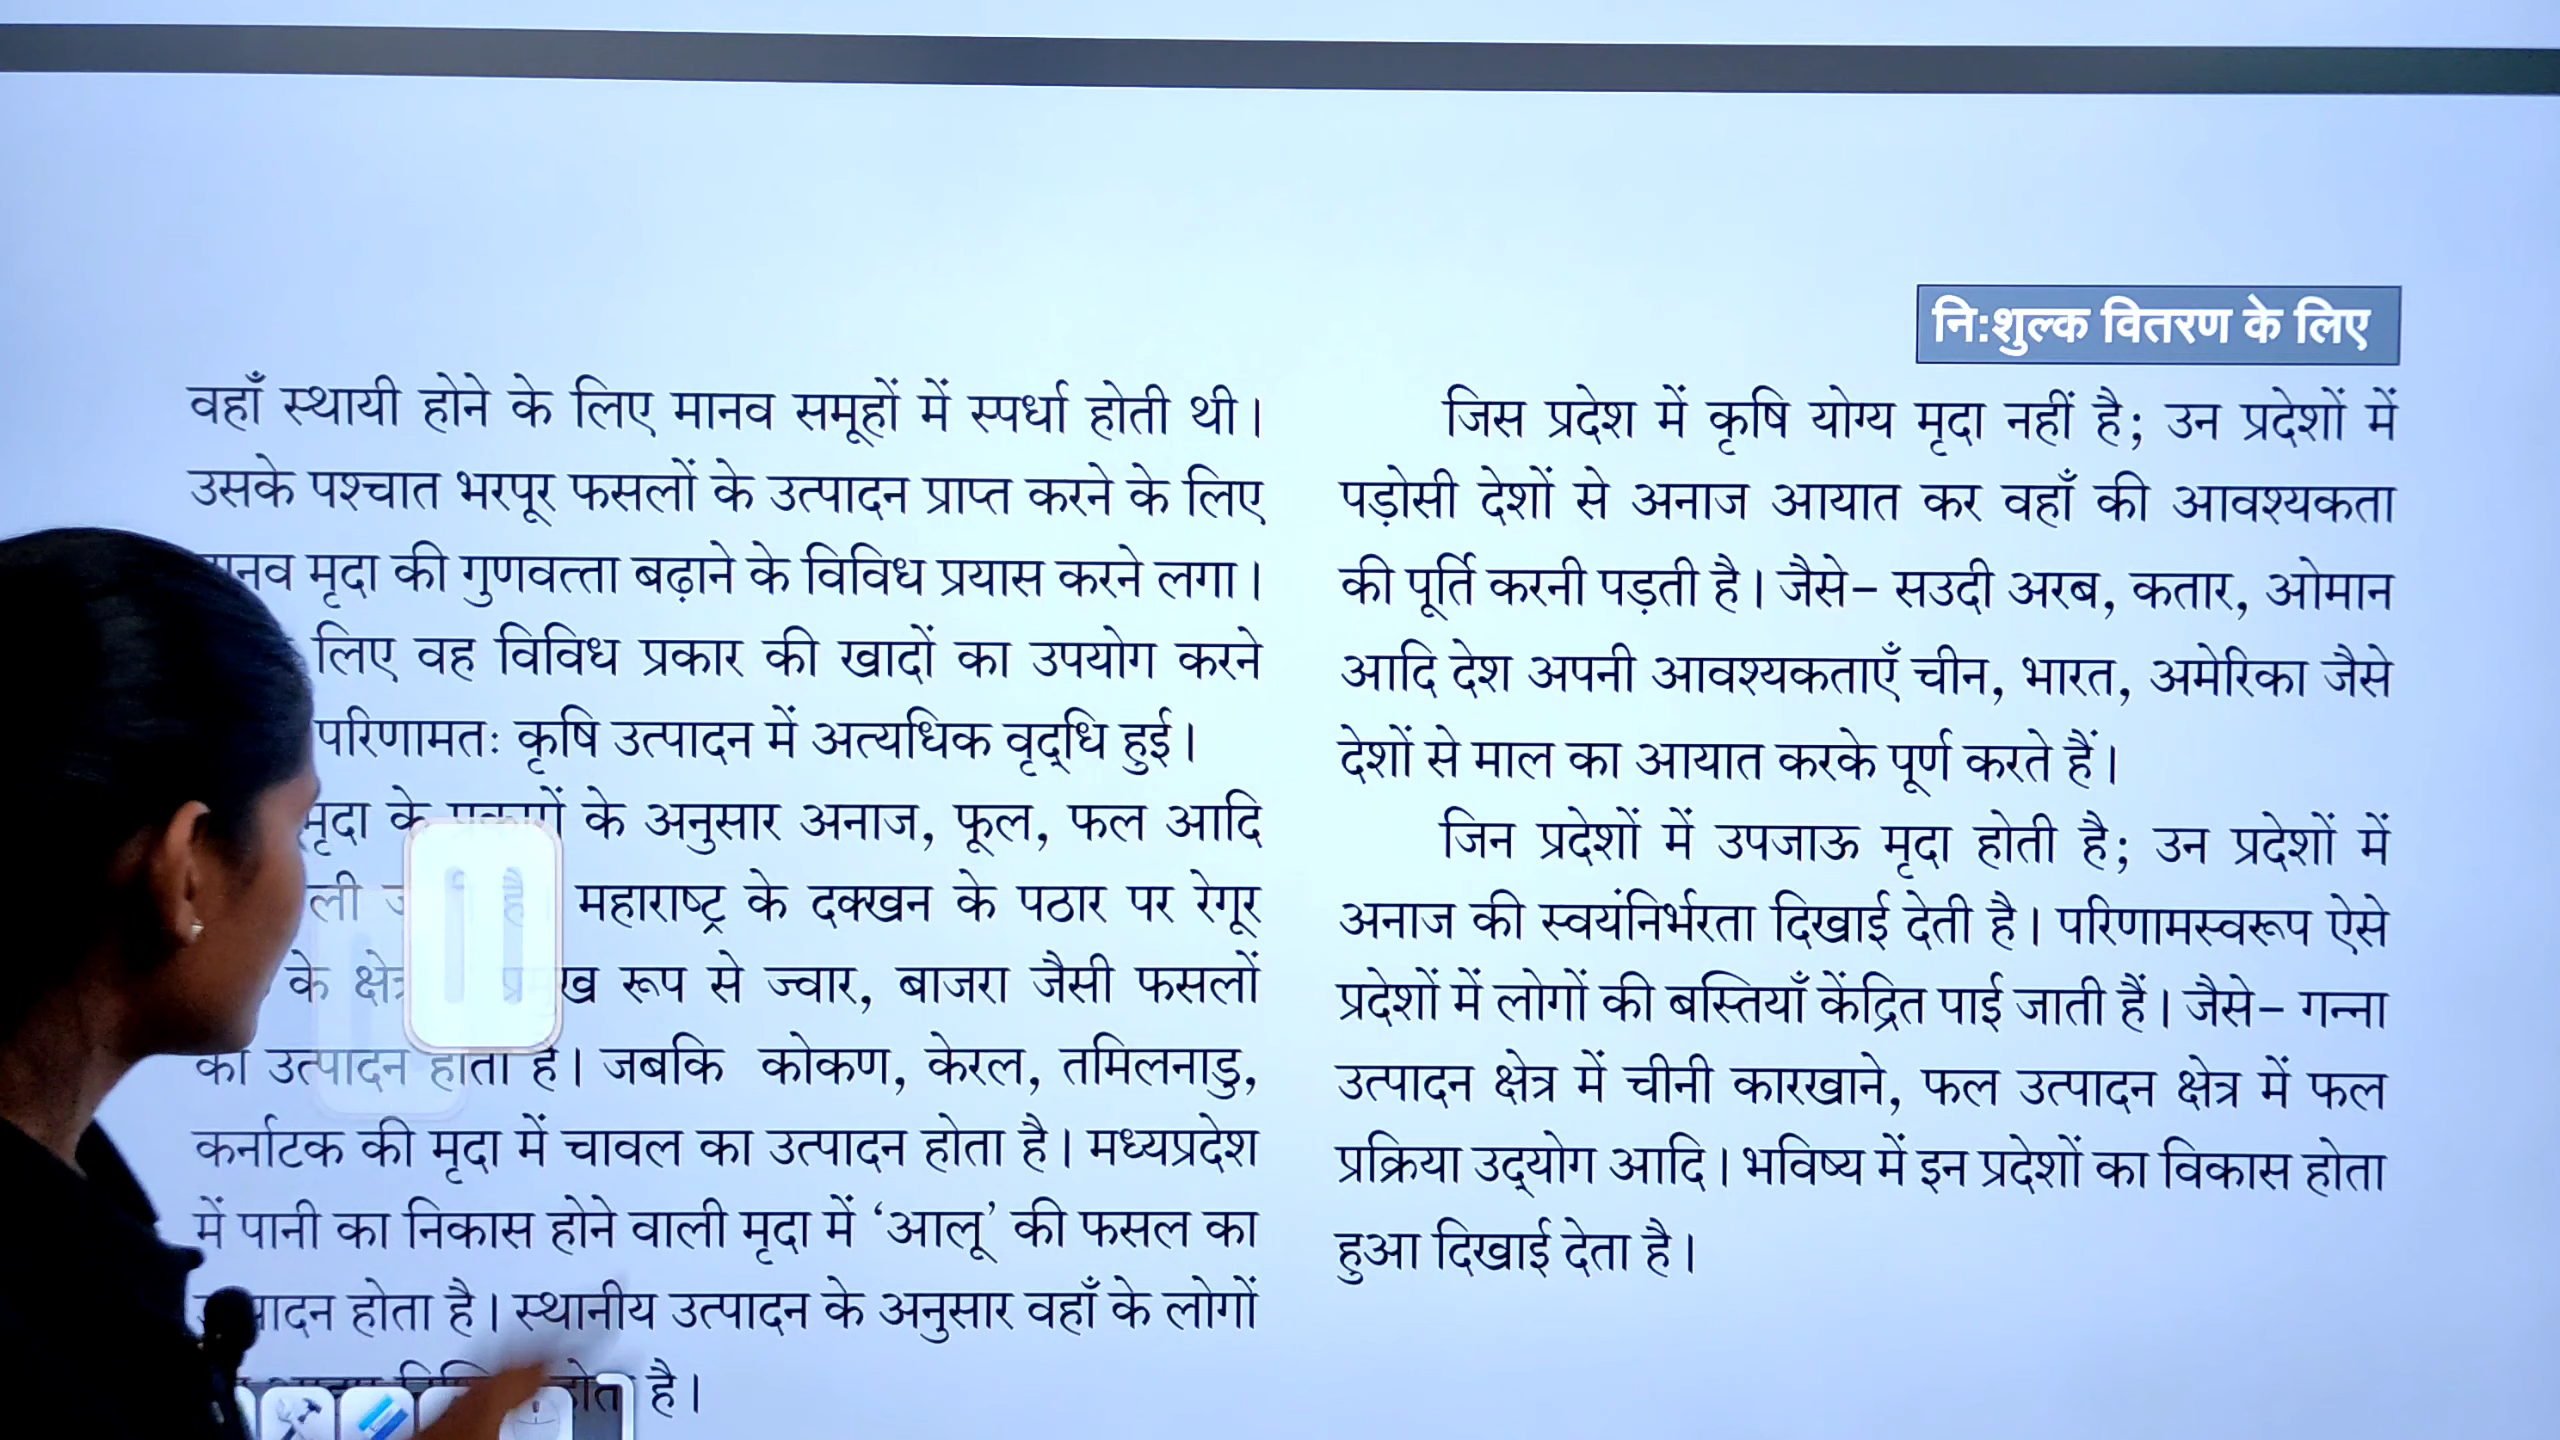 नि:शुल्क वितरण के लिए
वहाँ स्थायी होने के लिए मानव समूहों में स्पर्धा होती थी।
उसके पश्चात भरपूर फसलों के उत्पादन प्राप्त करने के लिए
मृदा की गुणवत्ता बढ़ाने के विविध प्रयास करने लगा।
लिए वह विविध प्रकार की खादों का उपयोग करने
परिणामतः कृषि उत्पादन में अत्यधिक वृद्धि हुई।
मृदा के के अनुसार अनाज, फूल, फल आदि
महाराष्ट्र के दक्खन के पठार पर रेगूर
के रूप से ज्वार, बाजरा जैसी फसलों
का उत्पादन होता है। जबकि कोकण, केरल, तमिलनाडु,
कर्नाटक की मृदा में चावल का उत्पादन होता है। मध्यप्रदेश
में पानी का निकास होने वाली मृदा में ‘आलू’ की फसल का
होता है। स्थानीय उत्पादन के अनुसार वहाँ के लोगों
है।
जिस प्रदेश में कृषि योग्य मृदा नहीं है; उन प्रदेशों में
पड़ोसी देशों से अनाज आयात कर वहाँ की आवश्यकता
की पूर्ति करनी पड़ती है। जैसे- सउदी अरब, कतार, ओमान
आदि देश अपनी आवश्यकताएँ चीन, भारत, अमेरिका जैसे
देशों से माल का आयात करके पूर्ण करते हैं।
जिन प्रदेशों में उपजाऊ मृदा होती है; उन प्रदेशों में
अनाज की स्वयंनिर्भरता दिखाई देती है। परिणामस्वरूप ऐसे
प्रदेशों में लोगों की बस्तियाँ केंद्रित पाई जाती हैं। जैसे- गन्ना
उत्पादन क्षेत्र में चीनी कारखाने, फल उत्पादन क्षेत्र में फल
प्रक्रिया उद्योग आदि। भविष्य में इन प्रदेशों का विकास होता
हुआ दिखाई देता है।